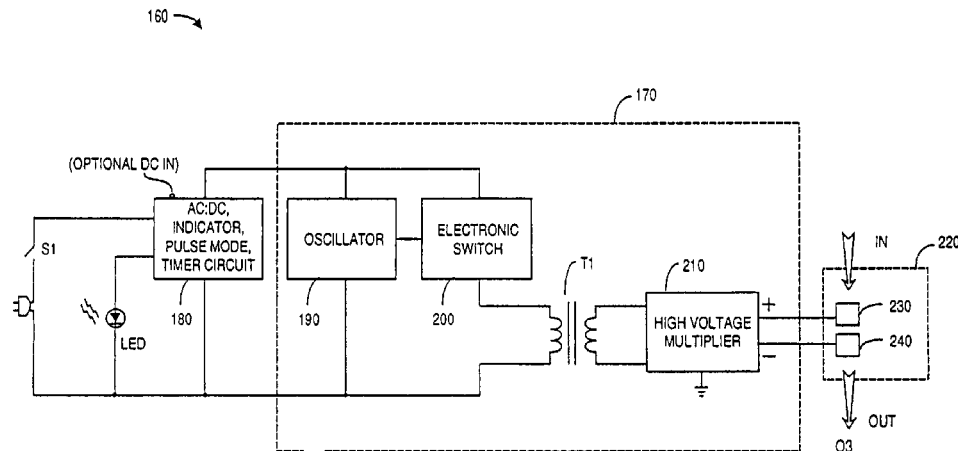 160
170
(OPTIONAL DC IN)
AC:DC,
INDICATOR,
PULSE MODE,
TIMER CIRCUIT
OSCILLATOR
ELECTRONIC
SWITCH
S1
LED
180
190
200
T1
210
HIGH VOLTAGE
MULTIPLIER
+
−
IN
220
230
240
OUT
O3